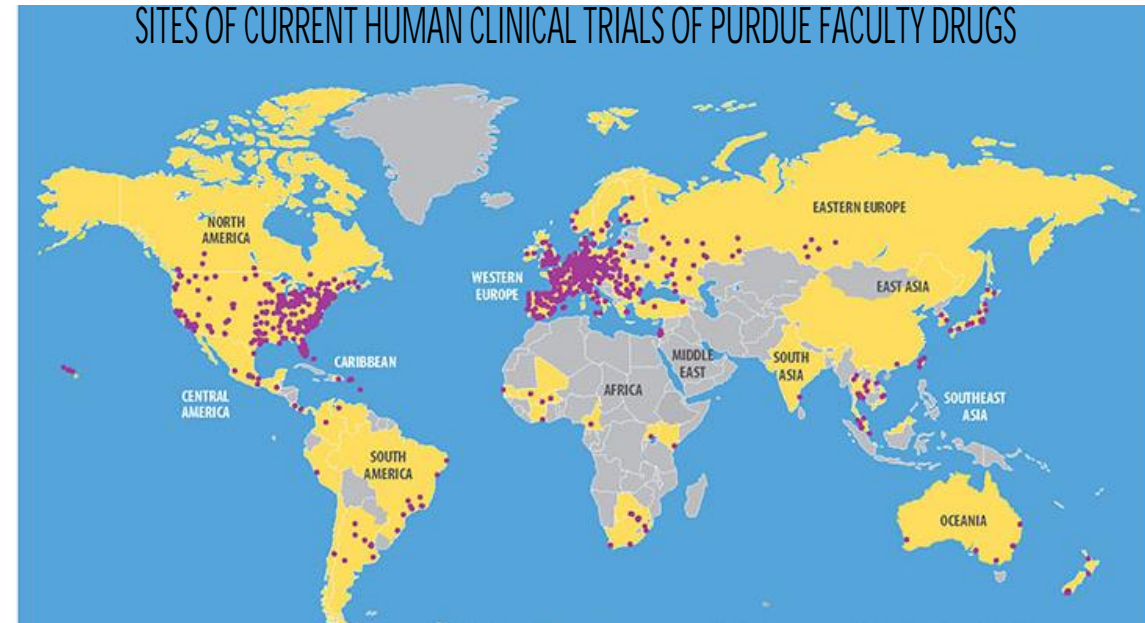 SITES OF CURRENT HUMAN CLINICAL TRIALS OF PURDUE FACULTY DRUGS
NORTH
AMERICA
EASTERN EUROPE
WESTERN
EUROPE
EAST ASIA
CARIBBEAN
MIDDLE
EAST
SOUTH
ASIA
CENTRAL
AMERICA
AFRICA
SOUTHEAST
ASIA
SOUTH
AMERICA
OCEANIA